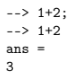 --> 1+2;
--> 1+2
ans =
3